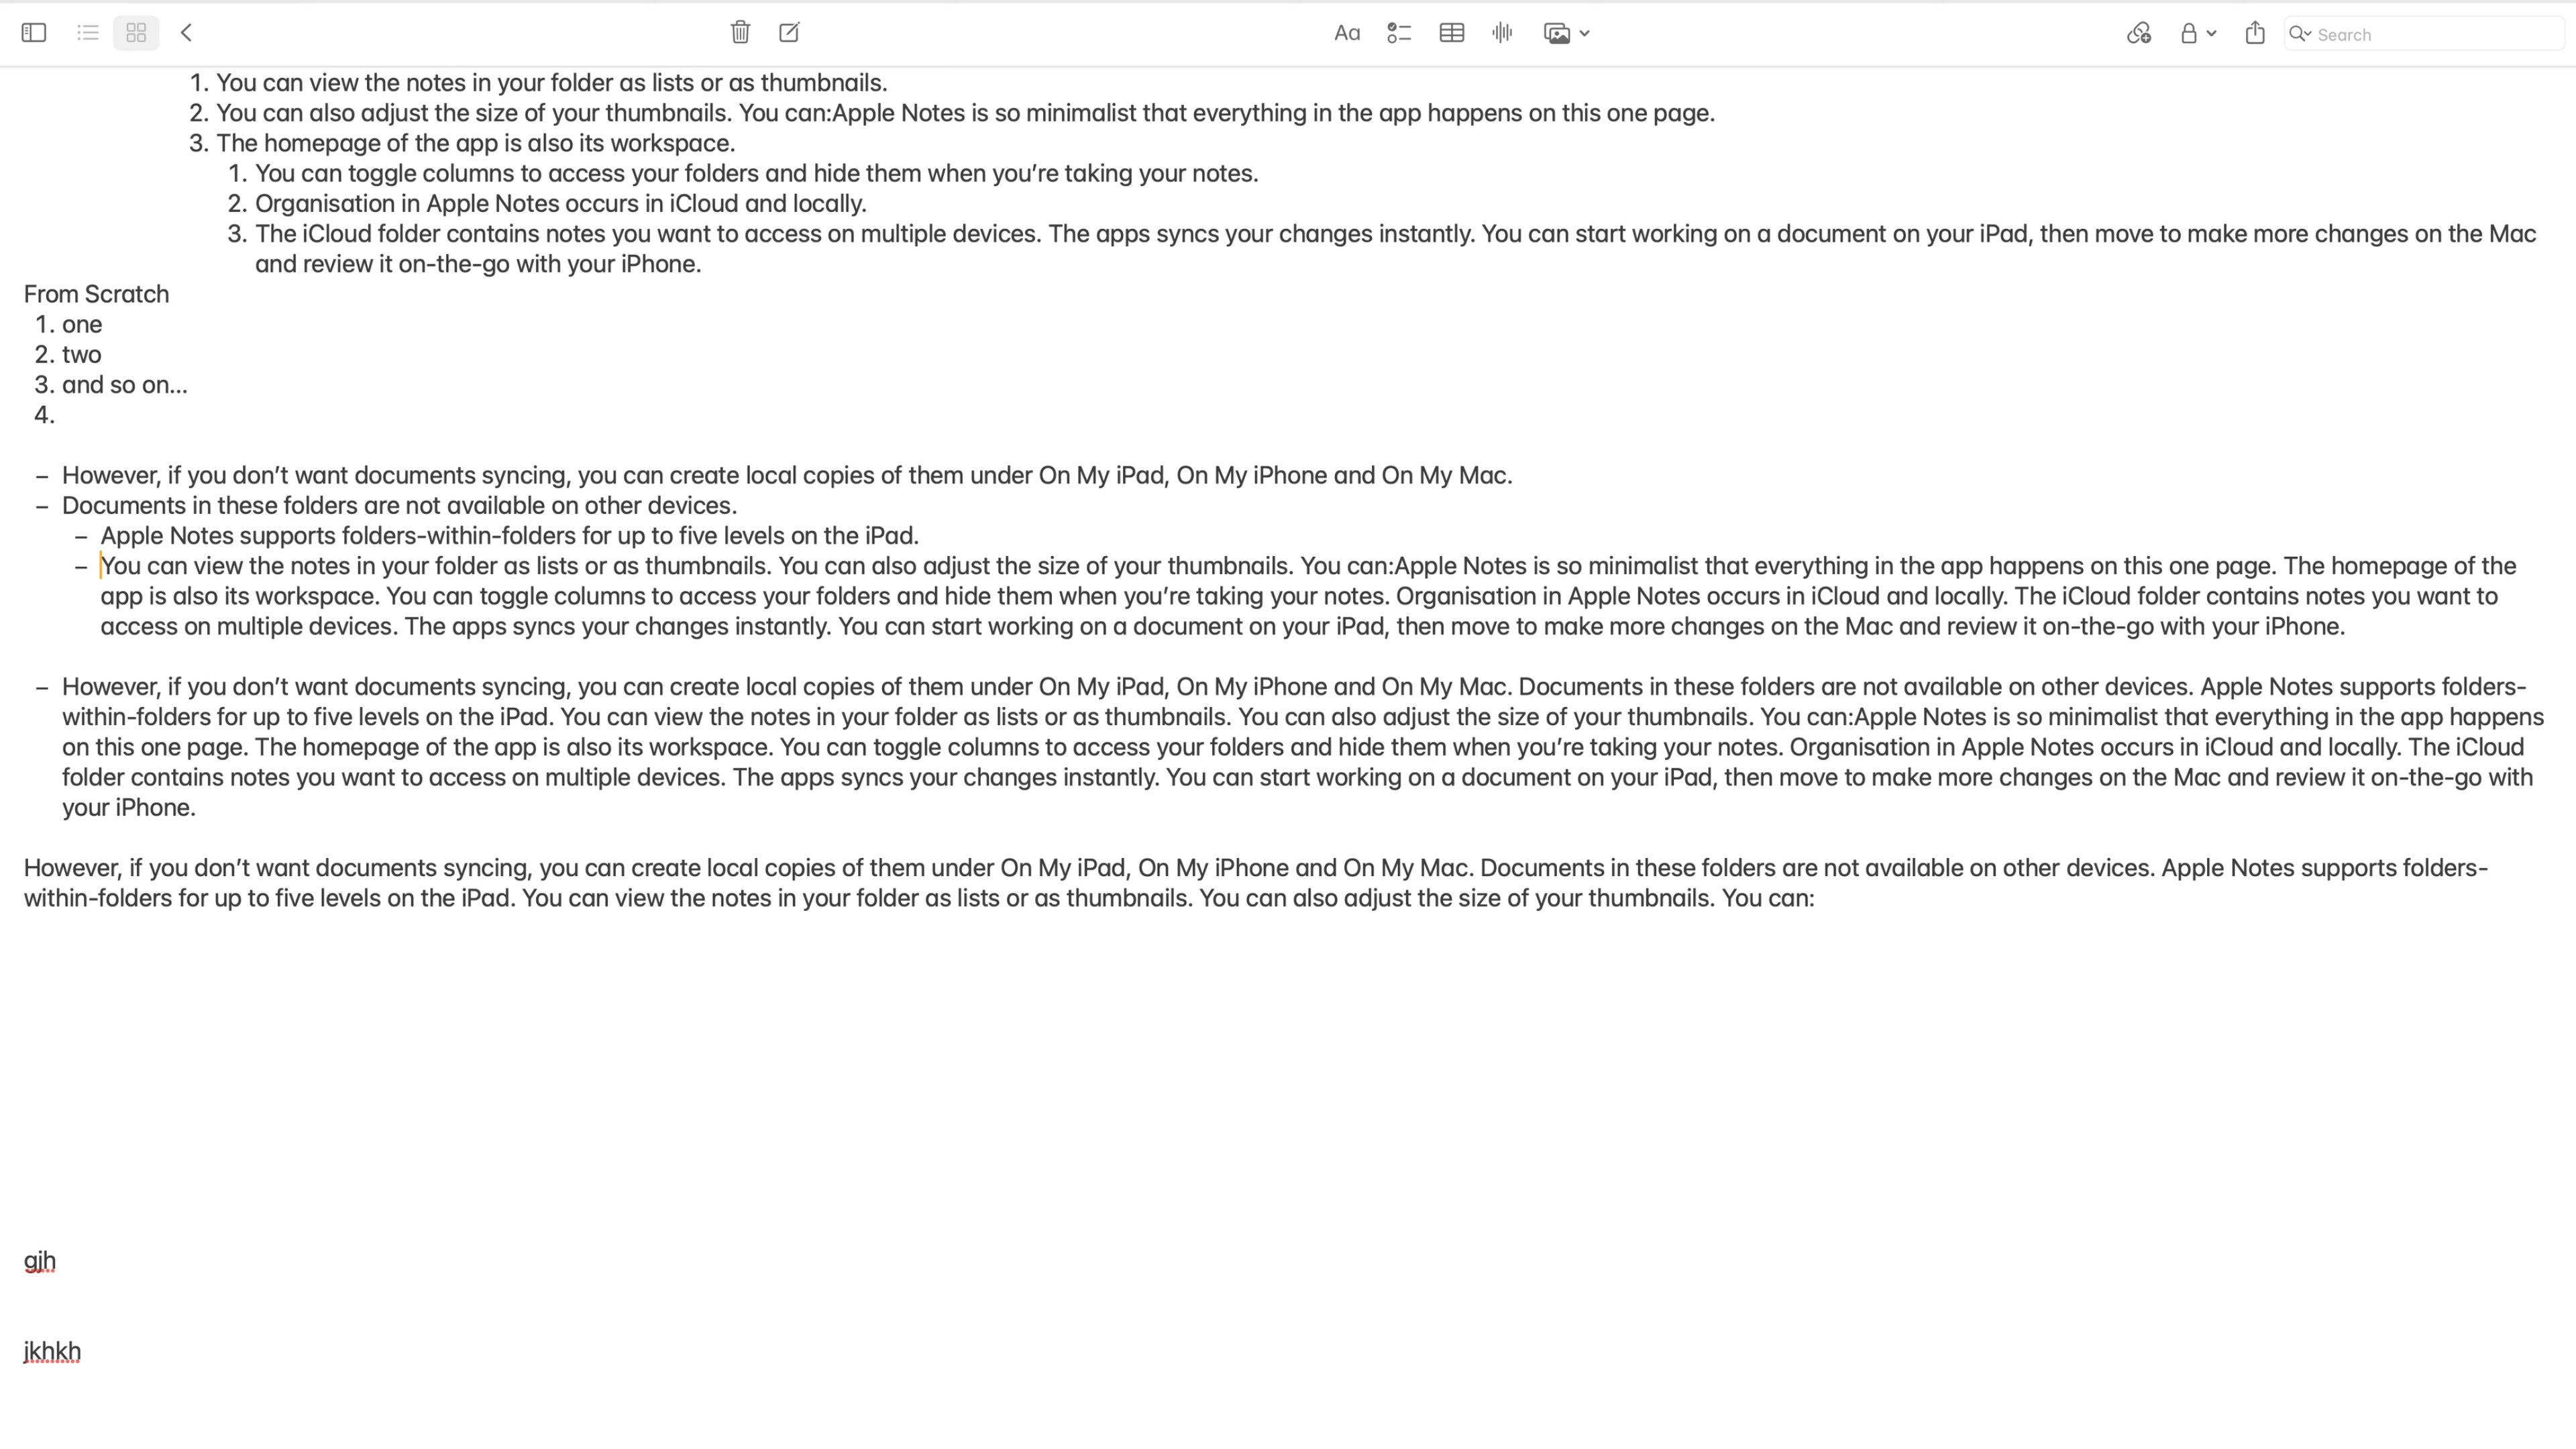 Aa
Search
1. You can view the notes in your folder as lists or as thumbnails.
2. You can also adjust the size of your thumbnails. You can:Apple Notes is so minimalist that everything in the app happens on this one page.
3. The homepage of the app is also its workspace.
1. You can toggle columns to access your folders and hide them when you’re taking your notes.
2. Organisation in Apple Notes occurs in iCloud and locally.
3. The iCloud folder contains notes you want to access on multiple devices. The apps syncs your changes instantly. You can start working on a document on your iPad, then move to make more changes on the Mac
and review it on-the-go with your iPhone.
From Scratch
1. one
2. two
3. and so on...
4.
– However, if you don’t want documents syncing, you can create local copies of them under On My iPad, On My iPhone and On My Mac.
– Documents in these folders are not available on other devices.
– Apple Notes supports folders-within-folders for up to five levels on the iPad.
– You can view the notes in your folder as lists or as thumbnails. You can also adjust the size of your thumbnails. You can:Apple Notes is so minimalist that everything in the app happens on this one page. The homepage of the
app is also its workspace. You can toggle columns to access your folders and hide them when you’re taking your notes. Organisation in Apple Notes occurs in iCloud and locally. The iCloud folder contains notes you want to
access on multiple devices. The apps syncs your changes instantly. You can start working on a document on your iPad, then move to make more changes on the Mac and review it on-the-go with your iPhone.
– However, if you don’t want documents syncing, you can create local copies of them under On My iPad, On My iPhone and On My Mac. Documents in these folders are not available on other devices. Apple Notes supports folders-
within-folders for up to five levels on the iPad. You can view the notes in your folder as lists or as thumbnails. You can also adjust the size of your thumbnails. You can:Apple Notes is so minimalist that everything in the app happens
on this one page. The homepage of the app is also its workspace. You can toggle columns to access your folders and hide them when you’re taking your notes. Organisation in Apple Notes occurs in iCloud and locally. The iCloud
folder contains notes you want to access on multiple devices. The apps syncs your changes instantly. You can start working on a document on your iPad, then move to make more changes on the Mac and review it on-the-go with
your iPhone.
However, if you don’t want documents syncing, you can create local copies of them under On My iPad, On My iPhone and On My Mac. Documents in these folders are not available on other devices. Apple Notes supports folders-
within-folders for up to five levels on the iPad. You can view the notes in your folder as lists or as thumbnails. You can also adjust the size of your thumbnails. You can:
gjh
jkhkh